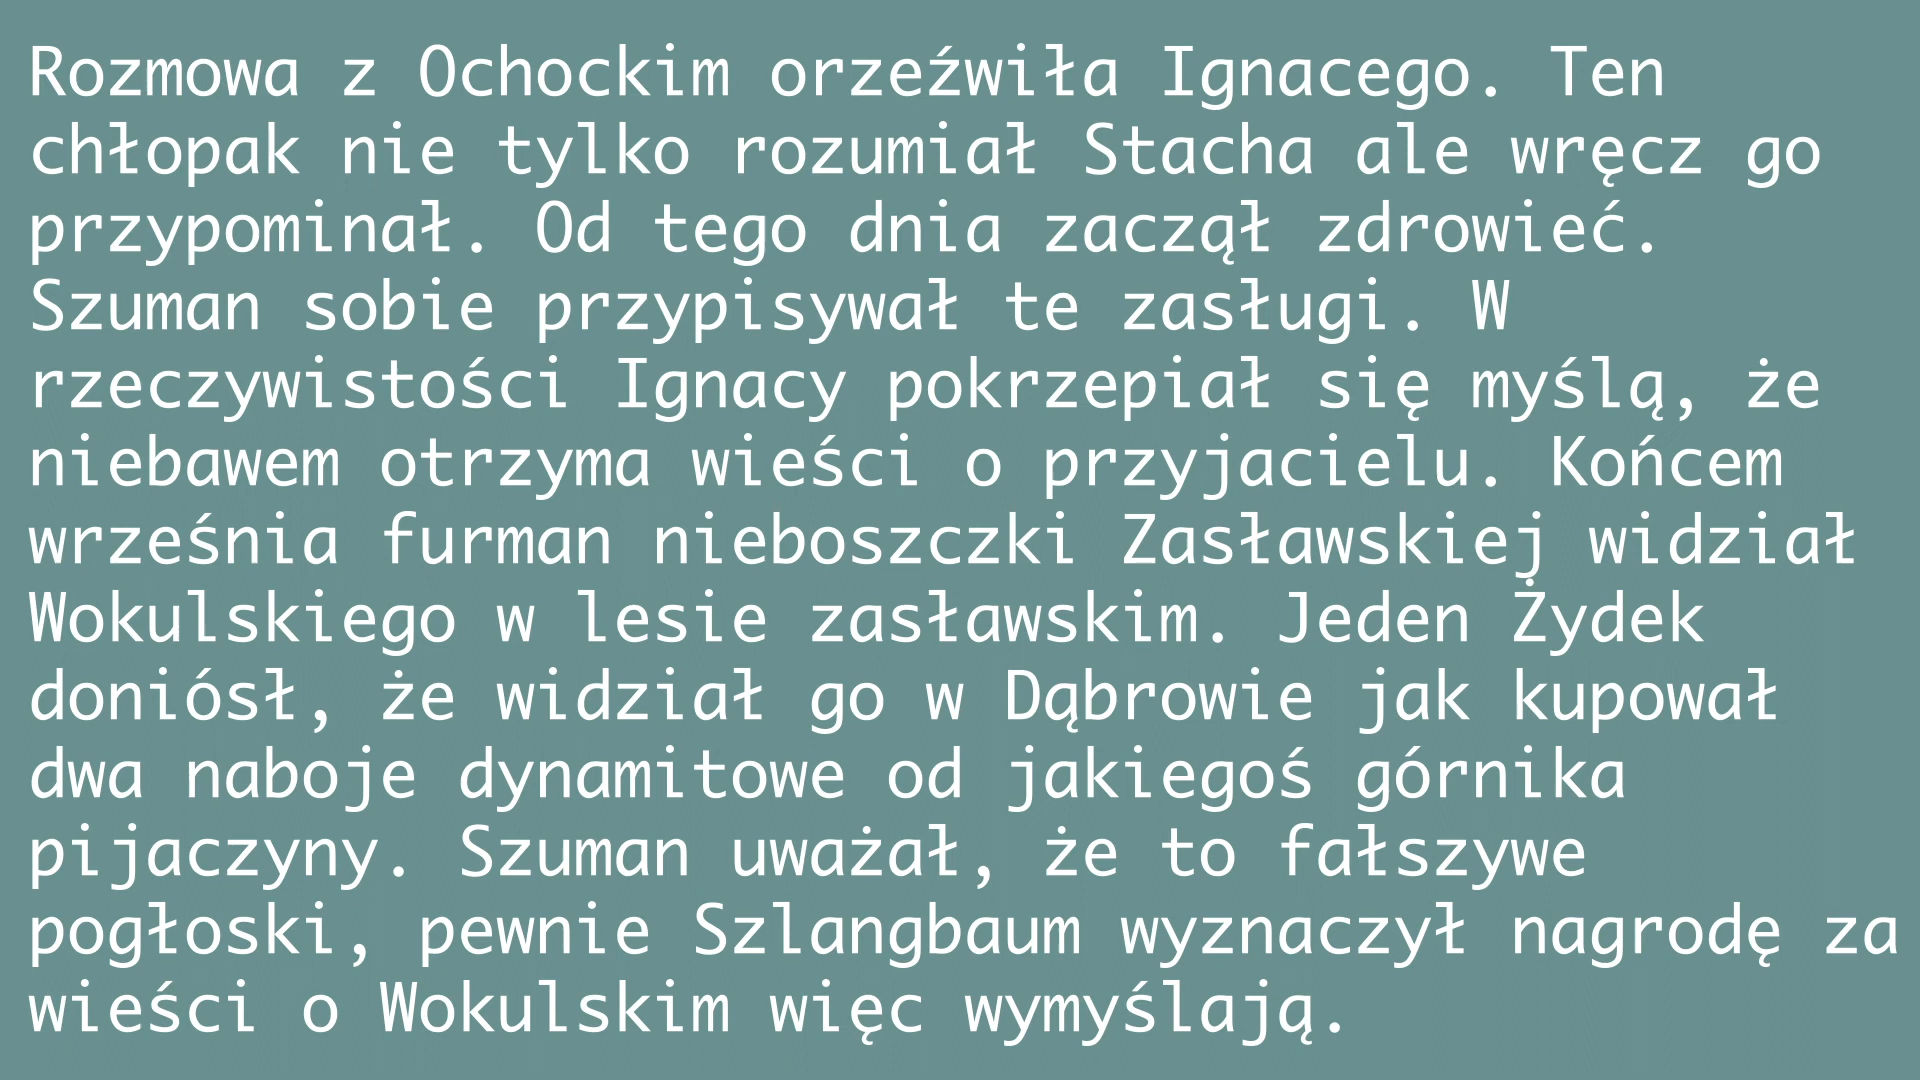 Rozmowa z Ochockim orzeźwiła Ignacego. Ten
chłopak nie tylko rozumiał Stacha ale wręcz go
przypominał. Od tego dnia zaczął zdrowieć.
Szuman sobie przypisywał te zasługi. W
rzeczywistości Ignacy pokrzepiał się myślą, że
niebawem otrzyma wieści o przyjacielu. Końcem
września furman nieboszczki Zasławskiej widział
Wokulskiego w lesie zasławskim. Jeden Żydek
doniósł, że widział go w Dąbrowie jak kupował
dwa naboje dynamitowe od jakiegoś górnika
pijaczyny. Szuman uważał, że to fałszywe
pogłoski, pewnie Szlangbaum wyznaczył nagrodę za
wieści o Wokulskim więc wymyślają.